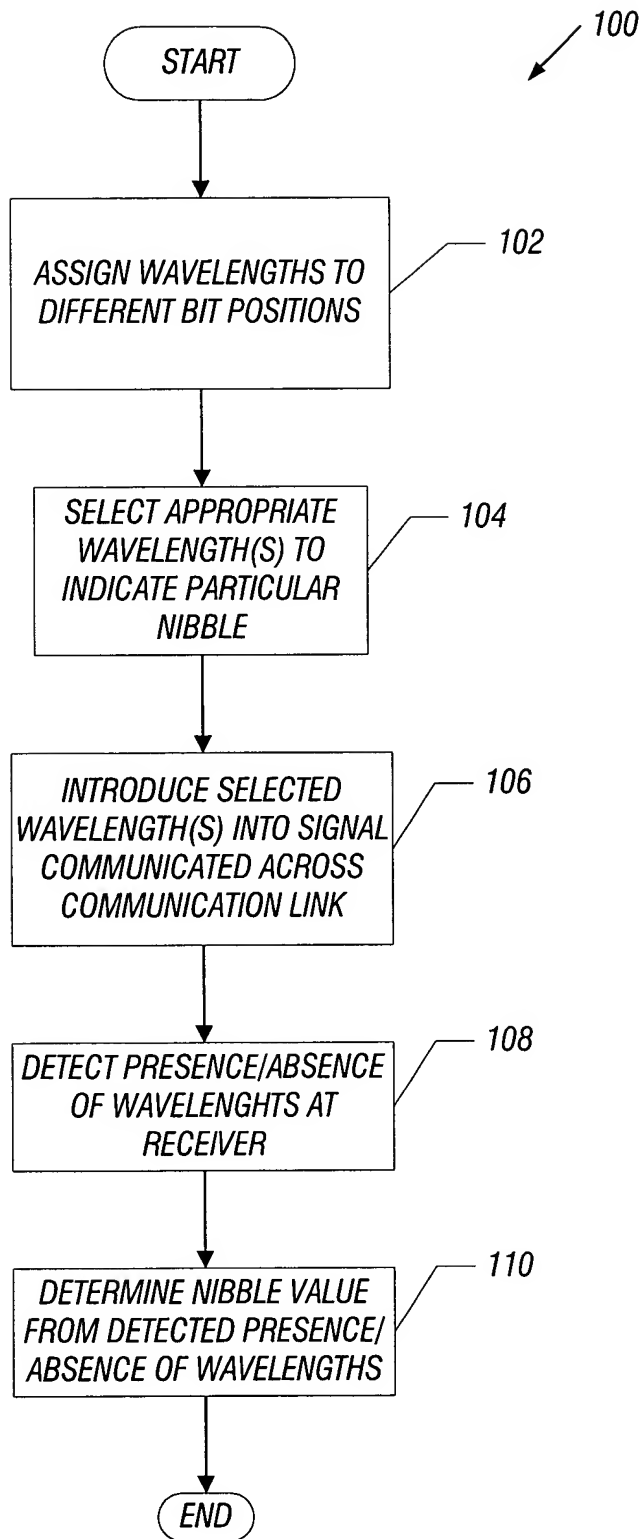 100
START
ASSIGN WAVELENGTHS TO
DIFFERENT BIT POSITIONS
102
SELECT APPROPRIATE
WAVELENGTH(S) TO
INDICATE PARTICULAR
NIBBLE
104
INTRODUCE SELECTED
WAVELENGTH(S) INTO SIGNAL
COMMUNICATED ACROSS
COMMUNICATION LINK
106
DETECT PRESENCE/ABSENCE
OF WAVELENGHTS AT
RECEIVER
108
DETERMINE NIBBLE VALUE
FROM DETECTED PRESENCE/
ABSENCE OF WAVELENGTHS
110
END